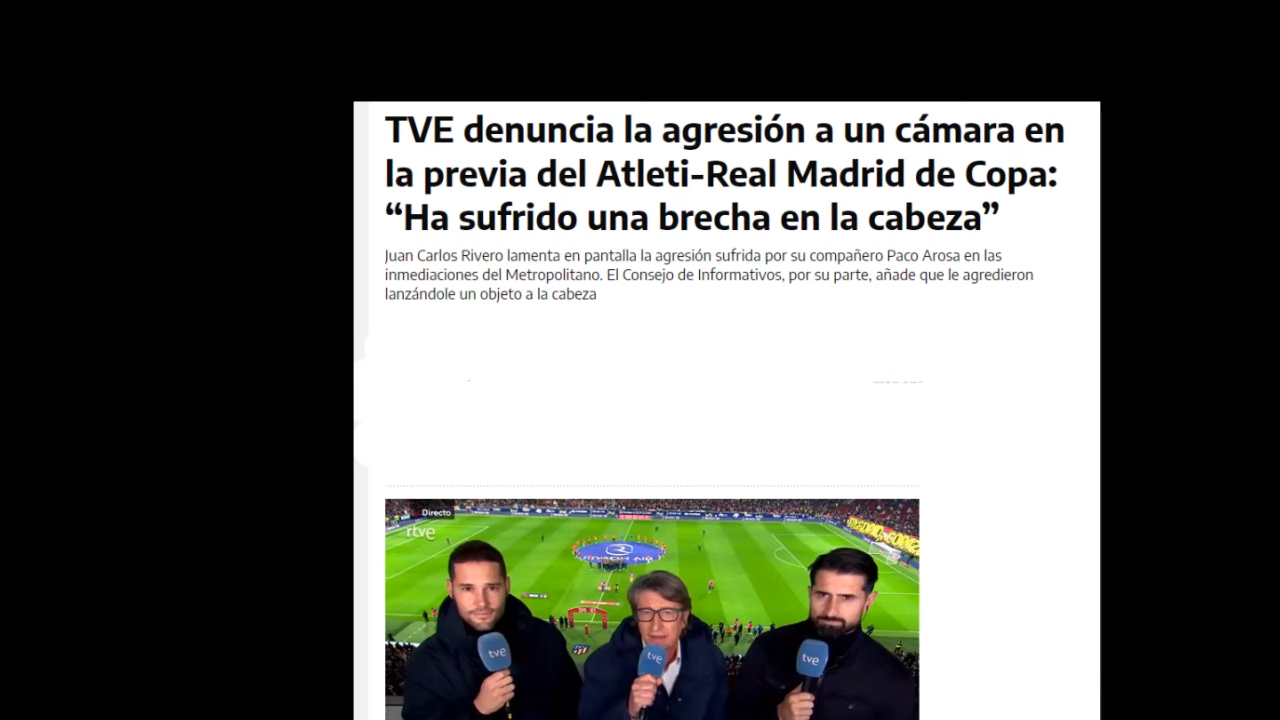 TVE denuncia la agresión a un cámara en
la previa del Atleti-Real Madrid de Copa:
“Ha sufrido una brecha en la cabeza”
Juan Carlos Rivero lamenta en pantalla la agresión sufrida por su compañero Paco Arosa en las
inmediaciones del Metropolitano. El Consejo de Informativos, por su parte, añade que le agredieron
lanzándole un objeto a la cabeza
Directo
rtve
tve
tve
tve